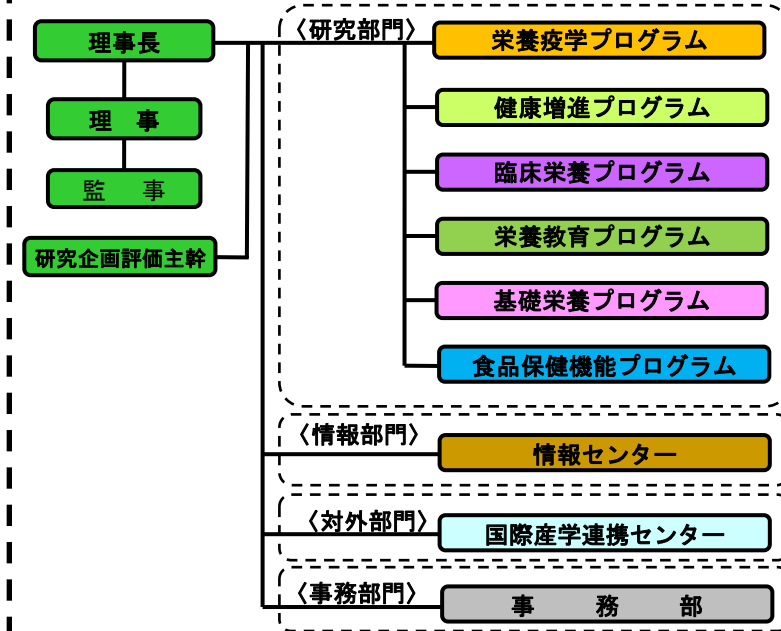 理事長
理　事
監　事
研究企画評価主幹
〈研究部門〉
栄養疫学プログラム
健康増進プログラム
臨床栄養プログラム
栄養教育プログラム
基礎栄養プログラム
食品保健機能プログラム
〈情報部門〉
情報センター
〈対外部門〉
国際産学連携センター
〈事務部門〉
事　務　部